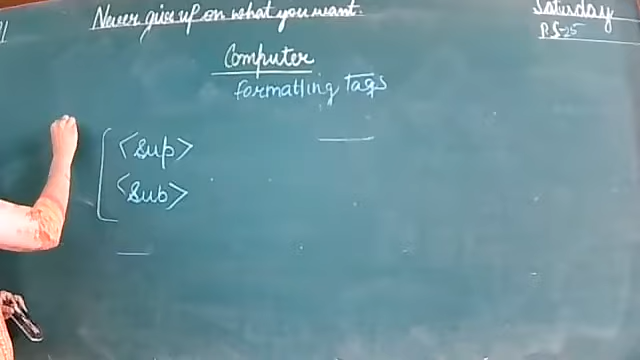 Never give up on what you want.
Saturday
Computer
formatting Tags
<sup>
<sub>